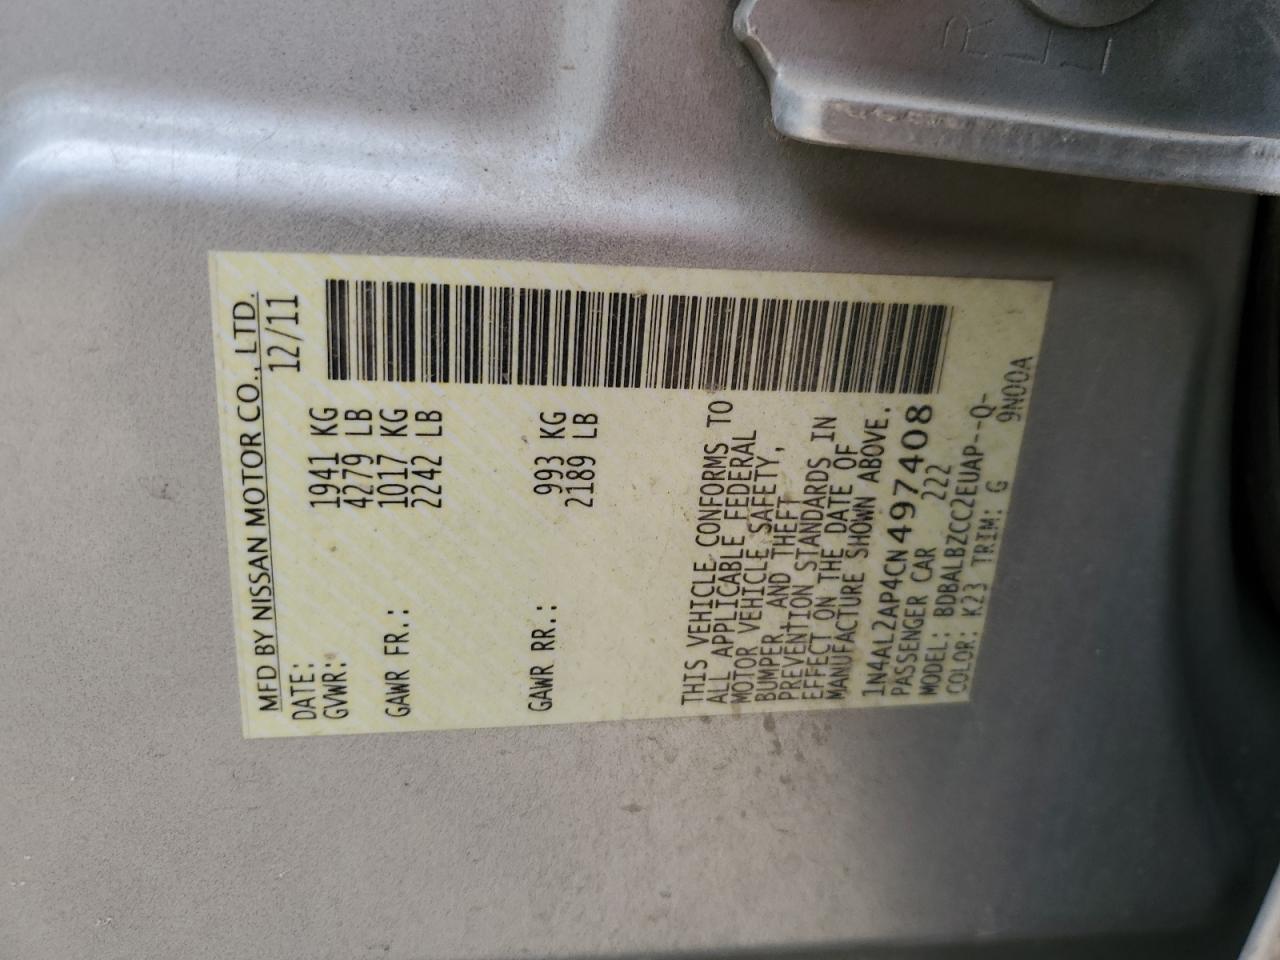 MFD BY NISSAN MOTOR CO., LTD.
DATE: 12/11
GVWR: 1941 KG
4279 LB
GAWR FR.: 1017 KG
2242 LB
GAWR RR.: 993 KG
2189 LB
THIS VEHICLE CONFORMS TO
ALL APPLICABLE FEDERAL
MOTOR VEHICLE SAFETY,
BUMPER, AND THEFT
PREVENTION STANDARDS IN
EFFECT ON THE DATE OF
MANUFACTURE SHOWN ABOVE.
1N4AL2AP4CN497408
PASSENGER CAR 222
MODEL: BDBALBZCC2EUAP--Q-
COLOR: K23 TRIM: G 9N00A